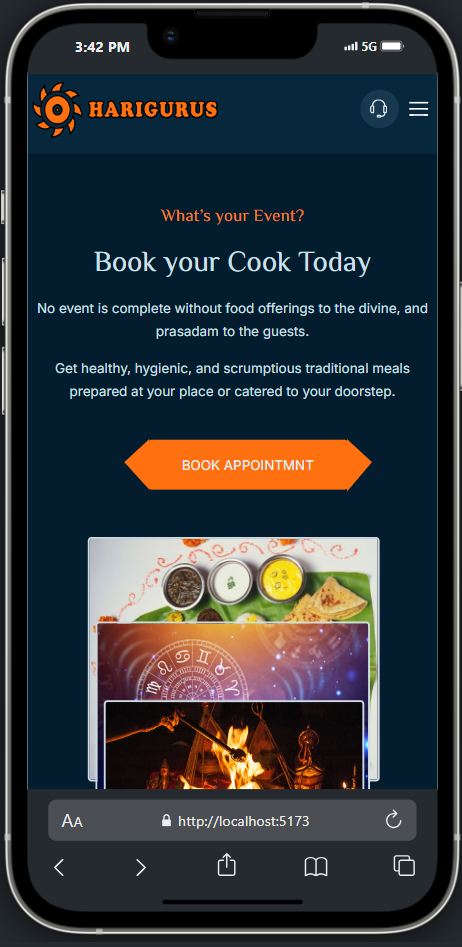 3:42 PM
5G
HARIGURUS
What's your Event?
Book your Cook Today
No event is complete without food offerings to the divine, and
prasadam to the guests.
Get healthy, hygienic, and scrumptious traditional meals
prepared at your place or catered to your doorstep.
BOOK APPOINTMNT
♍ ♌ ♋ ♊ ♉ ♈
AA
http://localhost:5173